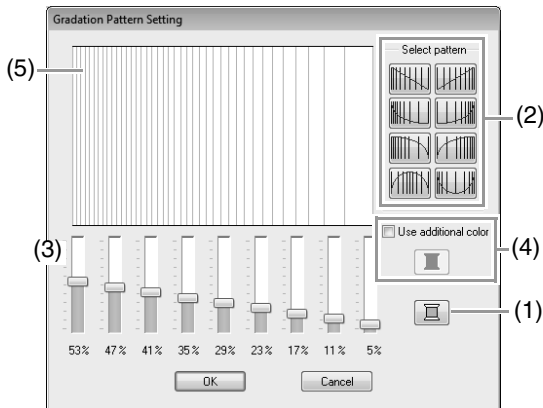 Gradation Pattern Setting
(5)
Select pattern
(2)
(3)
Use additional color
(4)
(1)
53% 47% 41% 35% 29% 23% 17% 11% 5%
OK Cancel